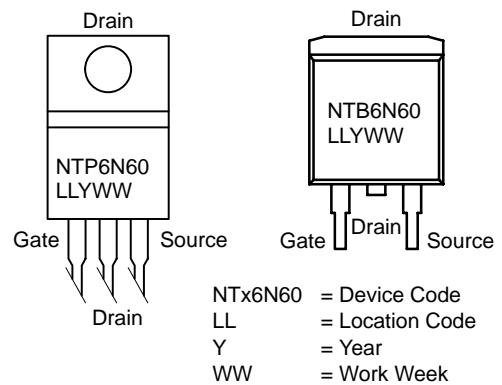 Drain
NTP6N60
LLYWW
Gate
Source
Drain
Drain
NTB6N60
LLYWW
Gate
Drain
Source
NTx6N60 = Device Code
LL = Location Code
Y = Year
WW = Work Week